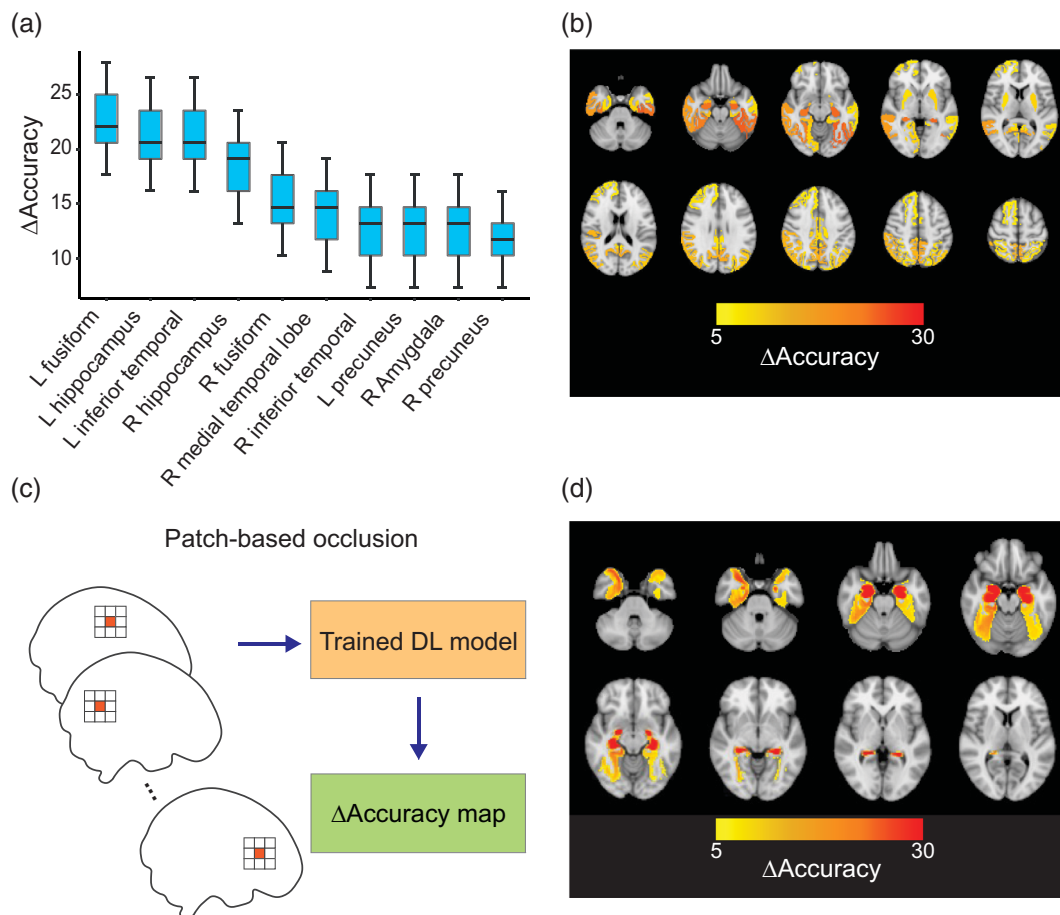 (a)
25
20
15
10
ΔAccuracy
L fusiform
L hippocampus
L inferior temporal
R hippocampus
R fusiform
R medial temporal lobe
R inferior temporal
L precuneus
R Amygdala
R precuneus
(b)
5
30
ΔAccuracy
(c)
Patch-based occlusion
Trained DL model
ΔAccuracy map
(d)
5
30
ΔAccuracy